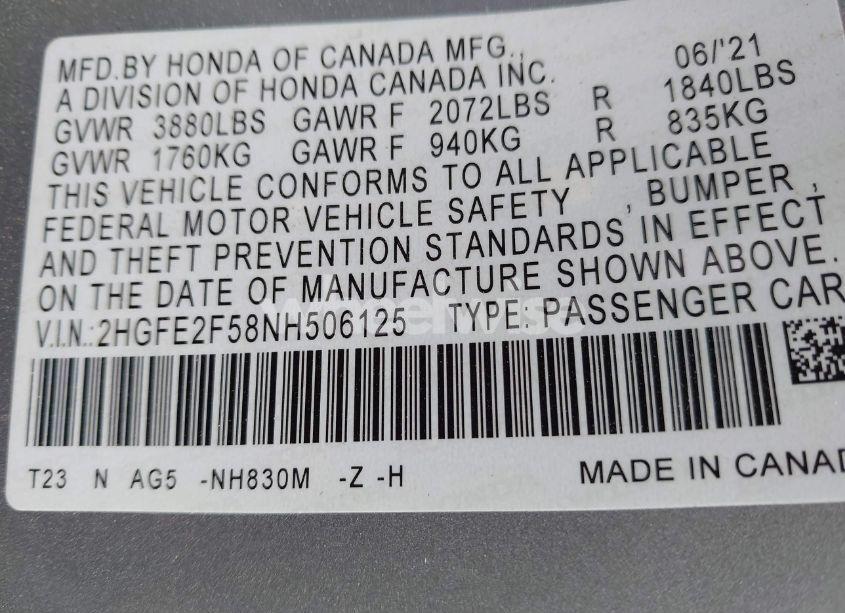 MFD. BY HONDA OF CANADA MFG., 06/'21
A DIVISION OF HONDA CANADA INC.
GVWR 3880LBS GAWR F 2072LBS R 1840LBS
GVWR 1760KG GAWR F 940KG R 835KG
THIS VEHICLE CONFORMS TO ALL APPLICABLE
FEDERAL MOTOR VEHICLE SAFETY , BUMPER ,
AND THEFT PREVENTION STANDARDS IN EFFECT
ON THE DATE OF MANUFACTURE SHOWN ABOVE.
V.I.N.: 2HGFE2F58NH506125 TYPE: PASSENGER CAR
T23 N AG5 -NH830M -Z -H MADE IN CANAD